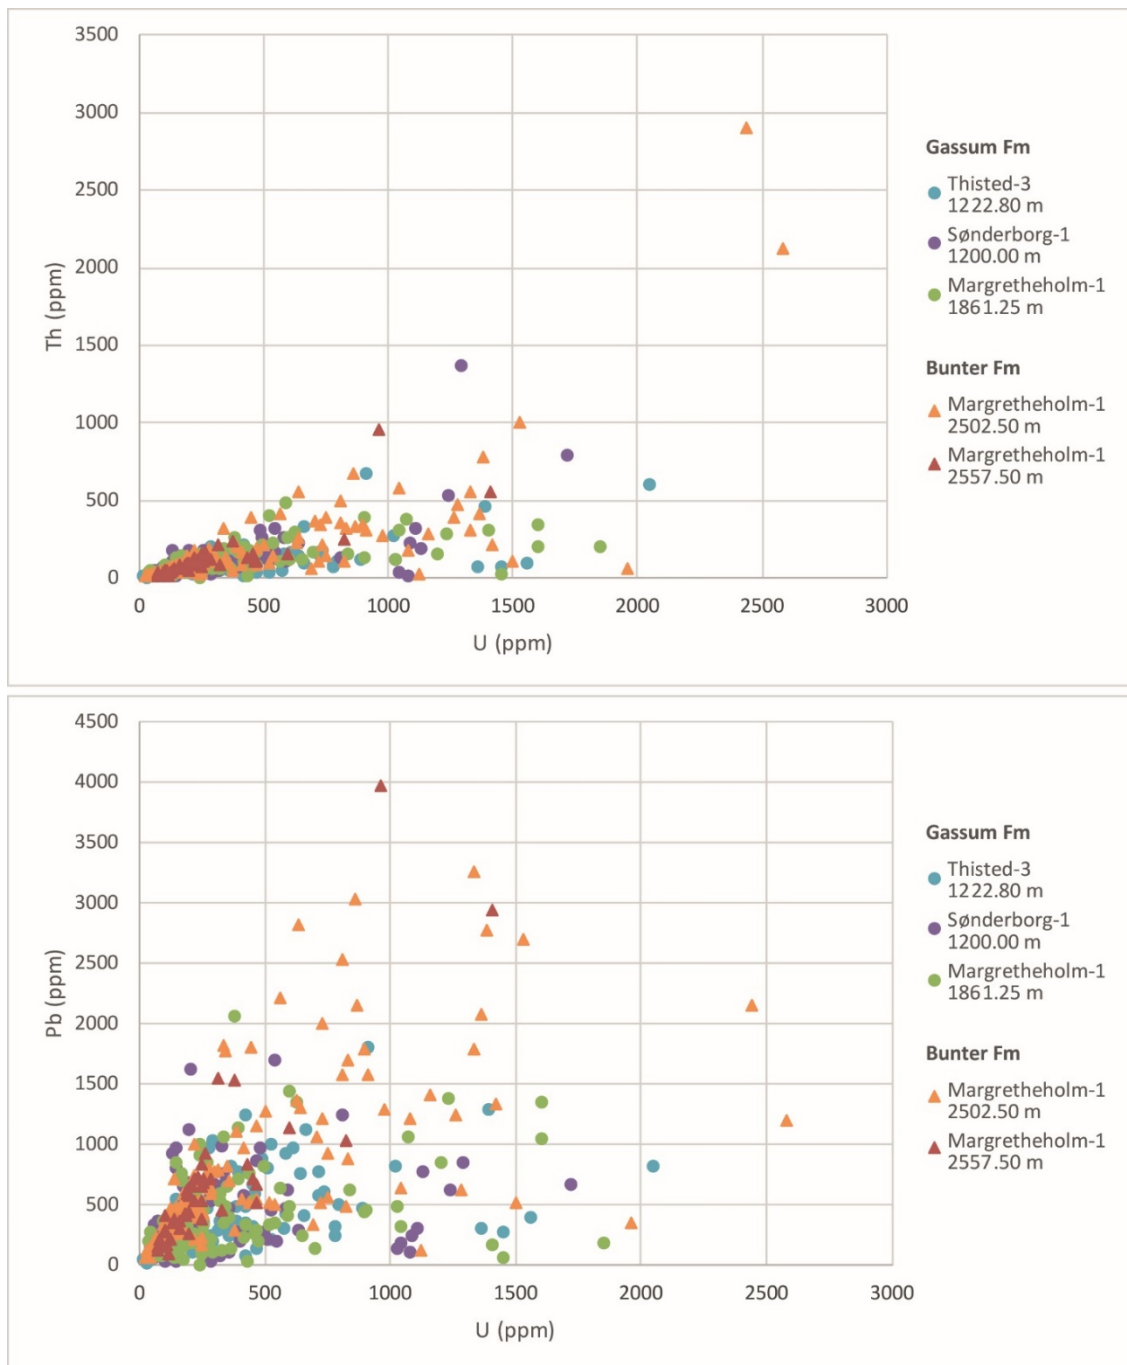 3500
3000
2500
2000
1500
1000
500
0
Th (ppm)
0 500 1000 1500 2000 2500 3000
U (ppm)
Gassum Fm
Thisted-3
1222.80 m
Sønderborg-1
1200.00 m
Margretheholm-1
1861.25 m
Bunter Fm
Margretheholm-1
2502.50 m
Margretheholm-1
2557.50 m
4500
4000
3500
3000
2500
2000
1500
1000
500
0
Pb (ppm)
0 500 1000 1500 2000 2500 3000
U (ppm)
Gassum Fm
Thisted-3
1222.80 m
Sønderborg-1
1200.00 m
Margretheholm-1
1861.25 m
Bunter Fm
Margretheholm-1
2502.50 m
Margretheholm-1
2557.50 m